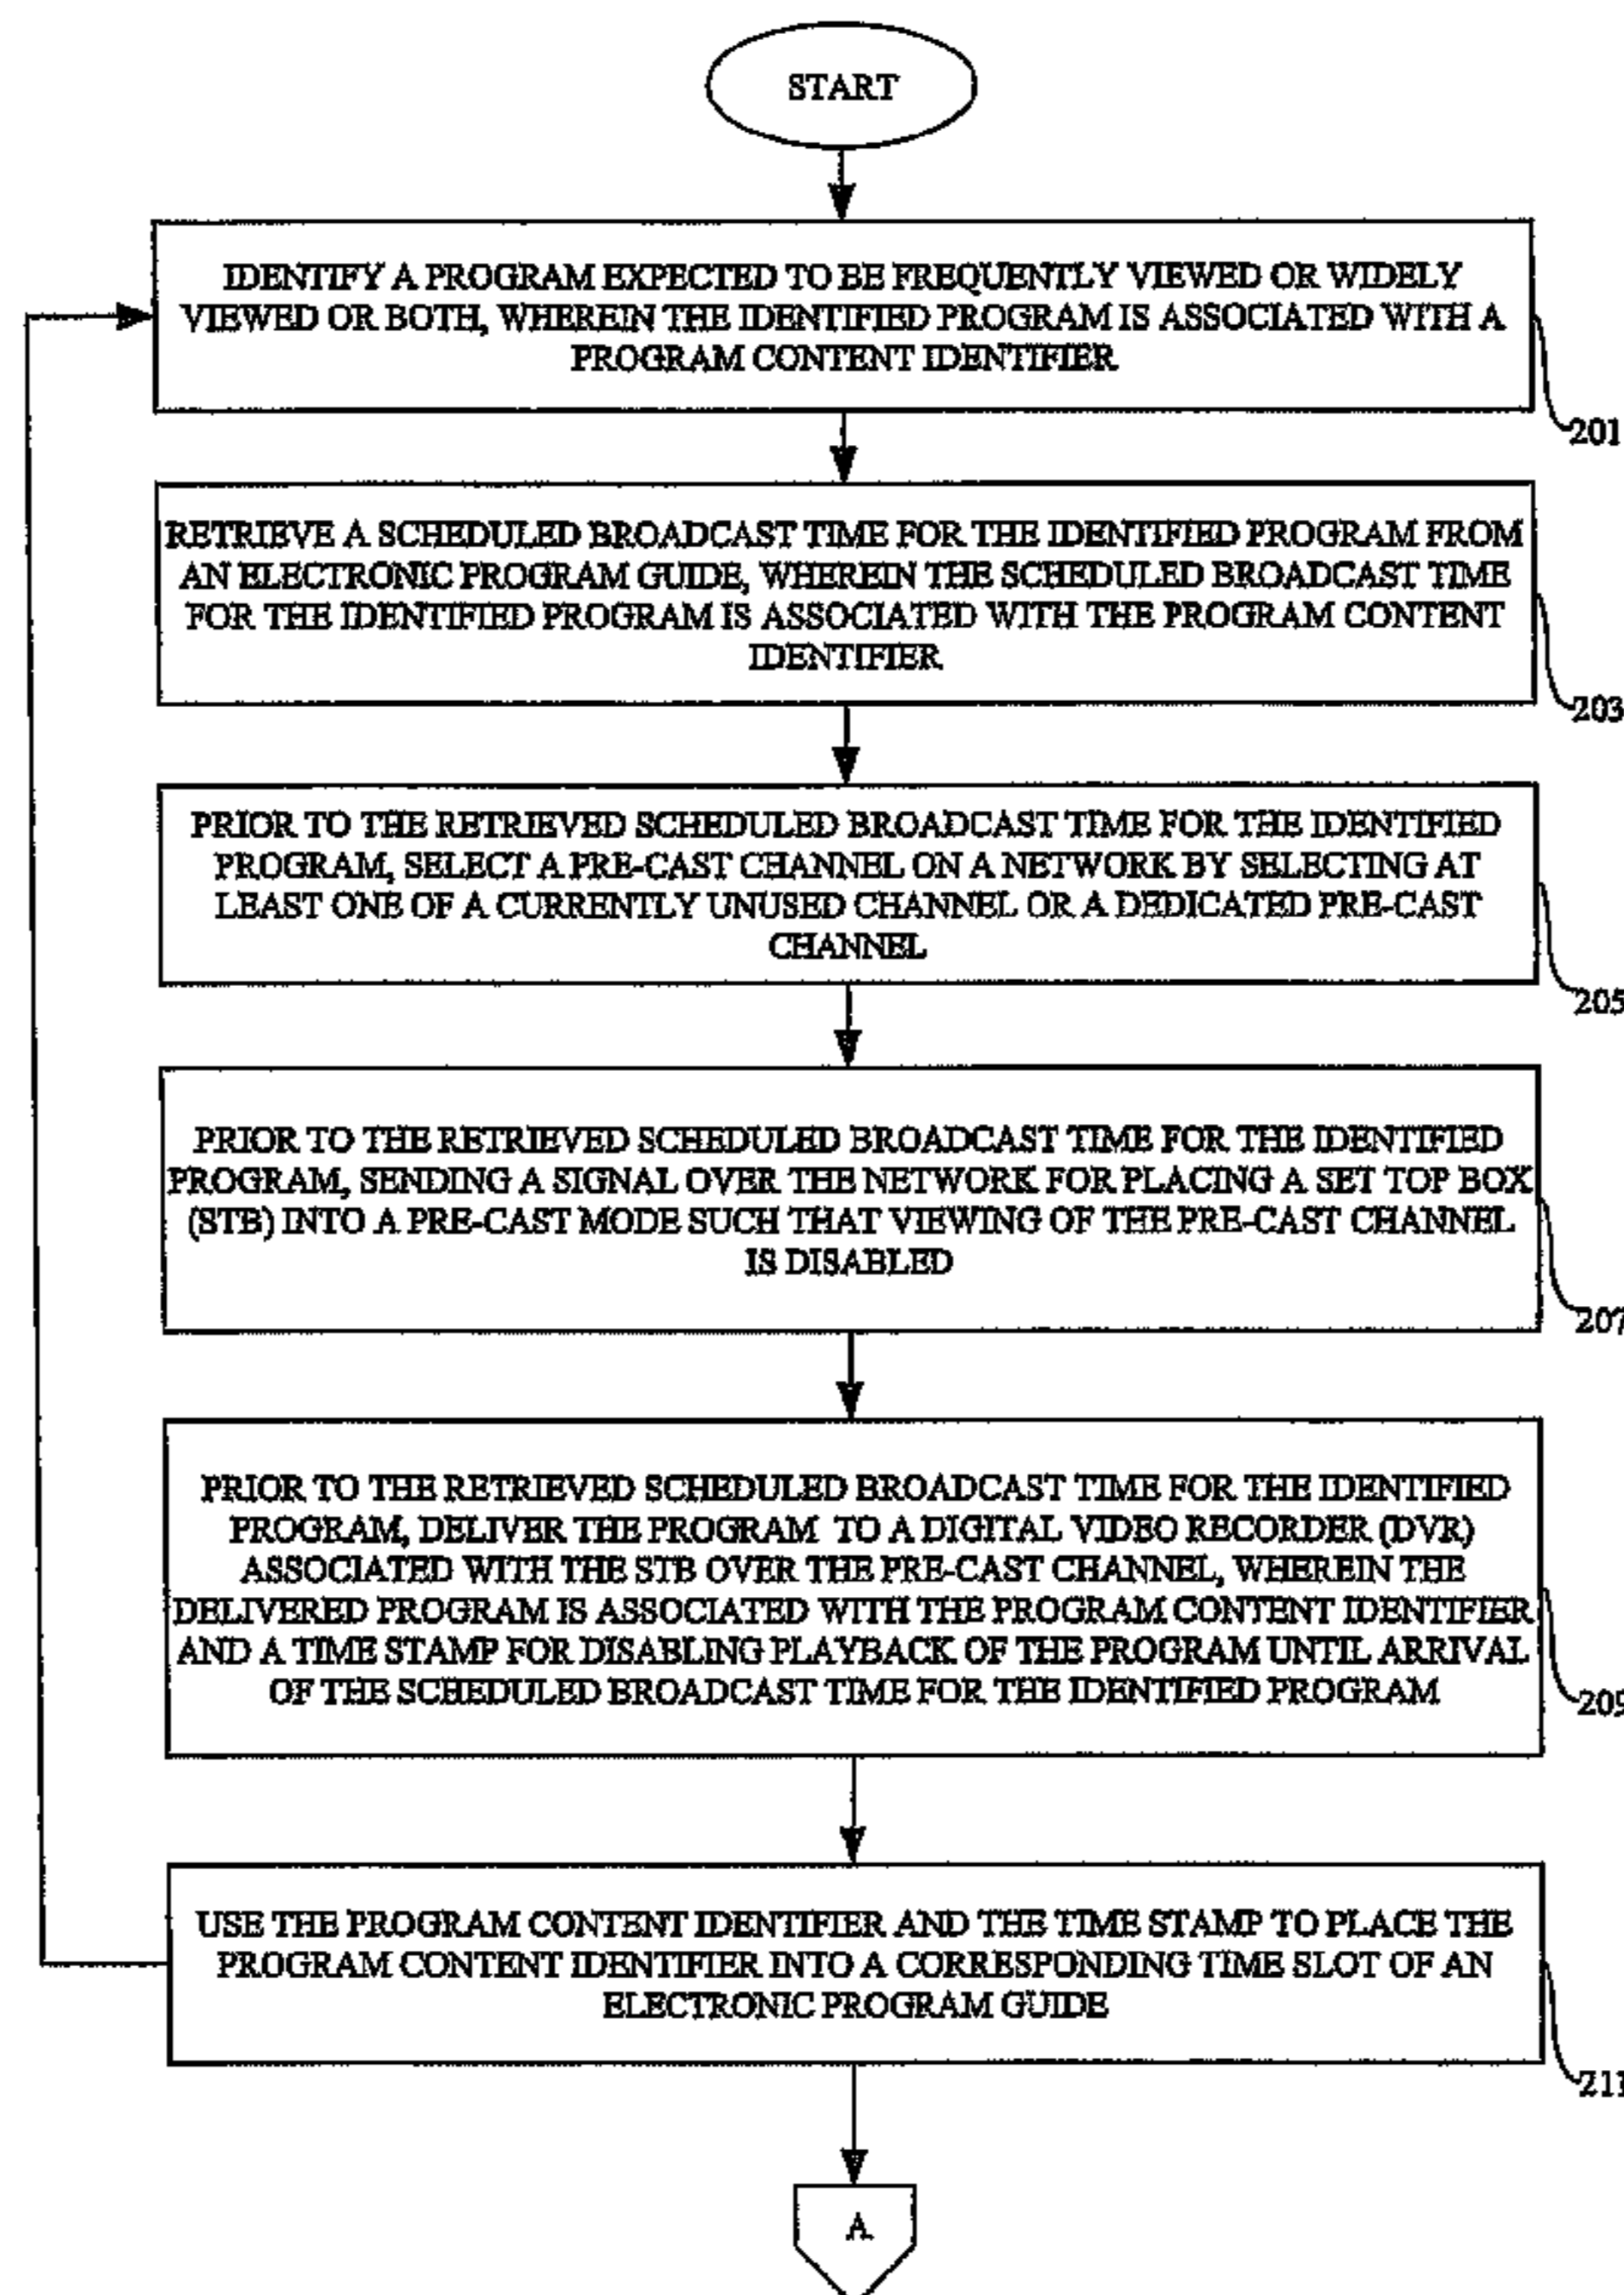 START
IDENTIFY A PROGRAM EXPECTED TO BE FREQUENTLY VIEWED OR WIDELY
VIEWED OR BOTH, WHEREIN THE IDENTIFIED PROGRAM IS ASSOCIATED WITH A
PROGRAM CONTENT IDENTIFIER
201
RETRIEVE A SCHEDULED BROADCAST TIME FOR THE IDENTIFIED PROGRAM FROM
AN ELECTRONIC PROGRAM GUIDE, WHEREIN THE SCHEDULED BROADCAST TIME
FOR THE IDENTIFIED PROGRAM IS ASSOCIATED WITH THE PROGRAM CONTENT
IDENTIFIER
203
PRIOR TO THE RETRIEVED SCHEDULED BROADCAST TIME FOR THE IDENTIFIED
PROGRAM, SELECT A PRE-CAST CHANNEL ON A NETWORK BY SELECTING AT
LEAST ONE OF A CURRENTLY UNUSED CHANNEL OR A DEDICATED PRE-CAST
CHANNEL
205
PRIOR TO THE RETRIEVED SCHEDULED BROADCAST TIME FOR THE IDENTIFIED
PROGRAM, SENDING A SIGNAL OVER THE NETWORK FOR PLACING A SET TOP BOX
(STB) INTO A PRE-CAST MODE SUCH THAT VIEWING OF THE PRE-CAST CHANNEL
IS DISABLED
207
PRIOR TO THE RETRIEVED SCHEDULED BROADCAST TIME FOR THE IDENTIFIED
PROGRAM, DELIVER THE PROGRAM TO A DIGITAL VIDEO RECORDER (DVR)
ASSOCIATED WITH THE STB OVER THE PRE-CAST CHANNEL, WHEREIN THE
DELIVERED PROGRAM IS ASSOCIATED WITH THE PROGRAM CONTENT IDENTIFIER
AND A TIME STAMP FOR DISABLING PLAYBACK OF THE PROGRAM UNTIL ARRIVAL
OF THE SCHEDULED BROADCAST TIME FOR THE IDENTIFIED PROGRAM
209
USE THE PROGRAM CONTENT IDENTIFIER AND THE TIME STAMP TO PLACE THE
PROGRAM CONTENT IDENTIFIER INTO A CORRESPONDING TIME SLOT OF AN
ELECTRONIC PROGRAM GUIDE
211
A